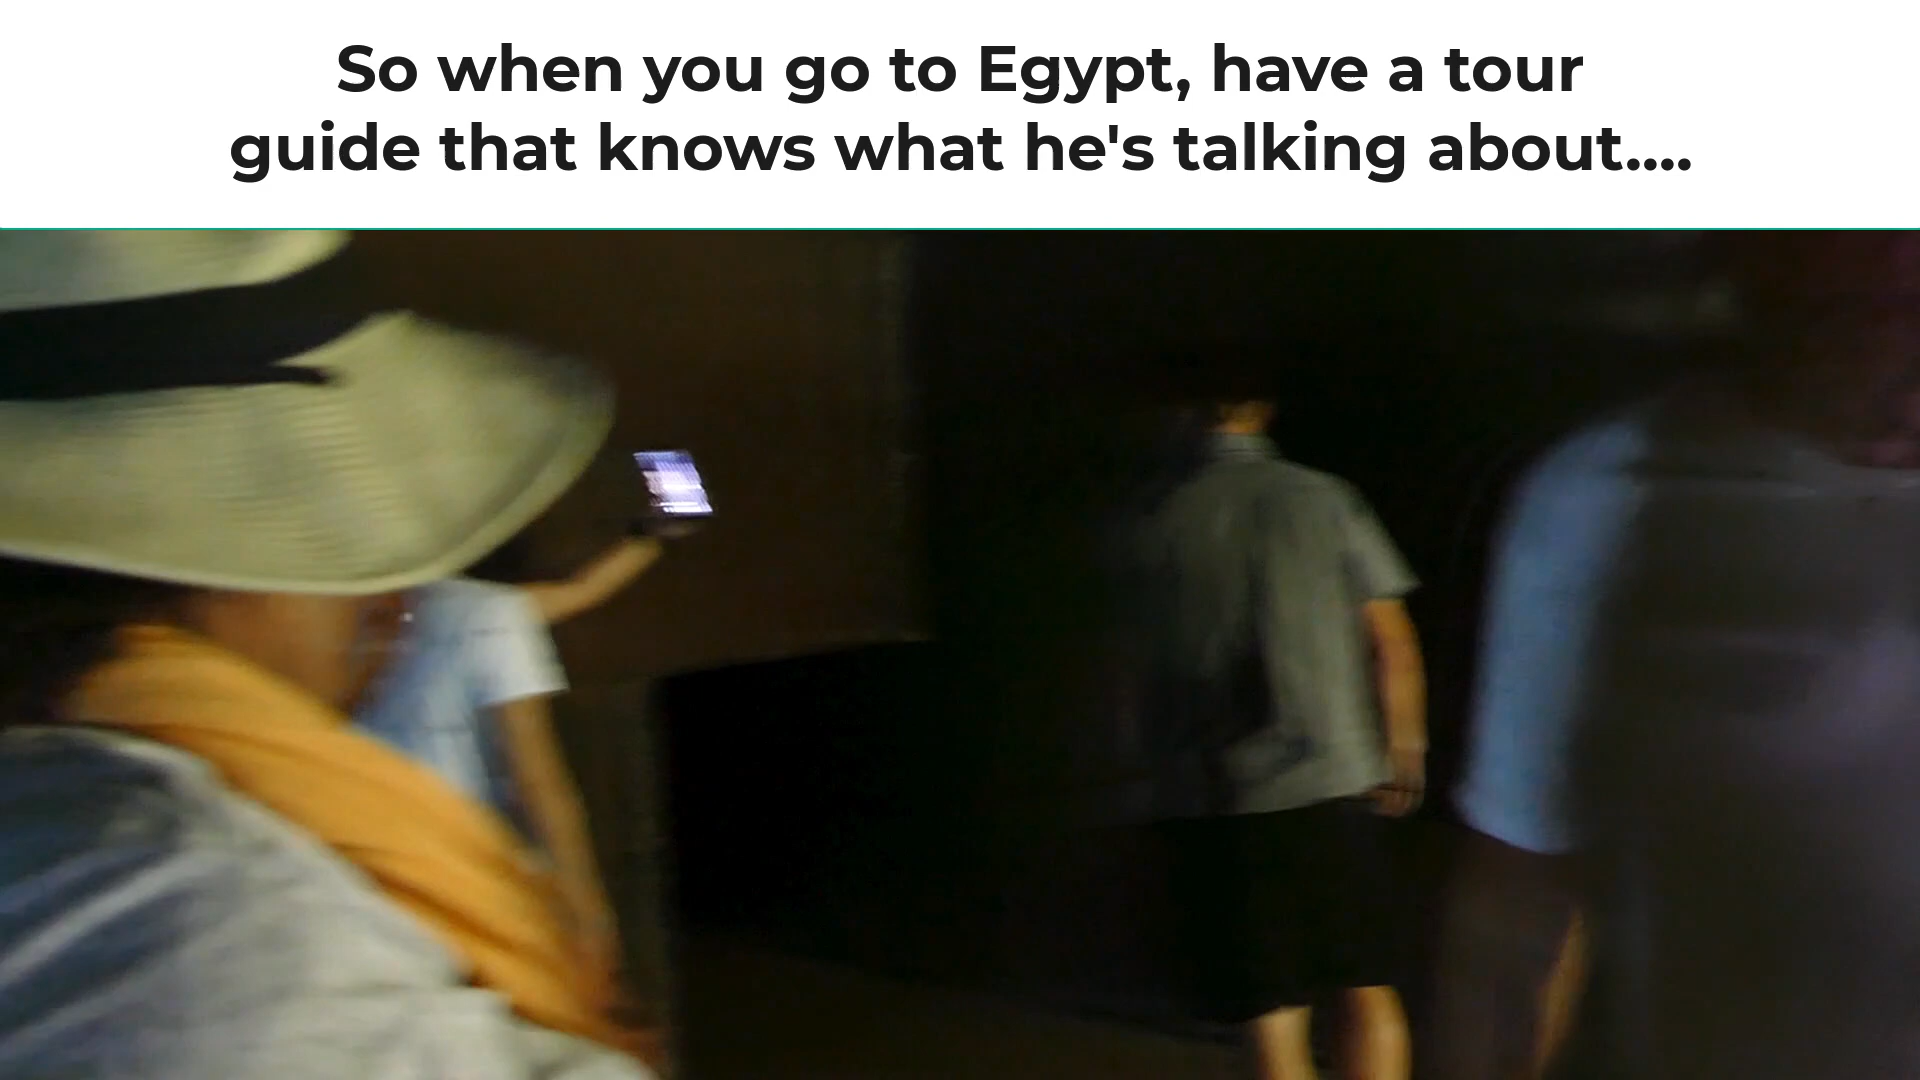 So when you go to Egypt, have a tour
guide that knows what he's talking about....